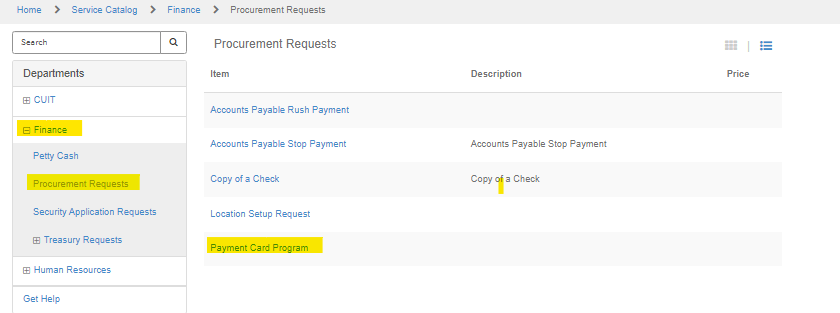 Home > Service Catalog > Finance > Procurement Requests
Search
Departments
CUIT
Finance
Petty Cash
Procurement Requests
Security Application Requests
Treasury Requests
Human Resources
Get Help
Procurement Requests
Item Description Price
Accounts Payable Rush Payment
Accounts Payable Stop Payment Accounts Payable Stop Payment
Copy of a Check Copy of a Check
Location Setup Request
Payment Card Program